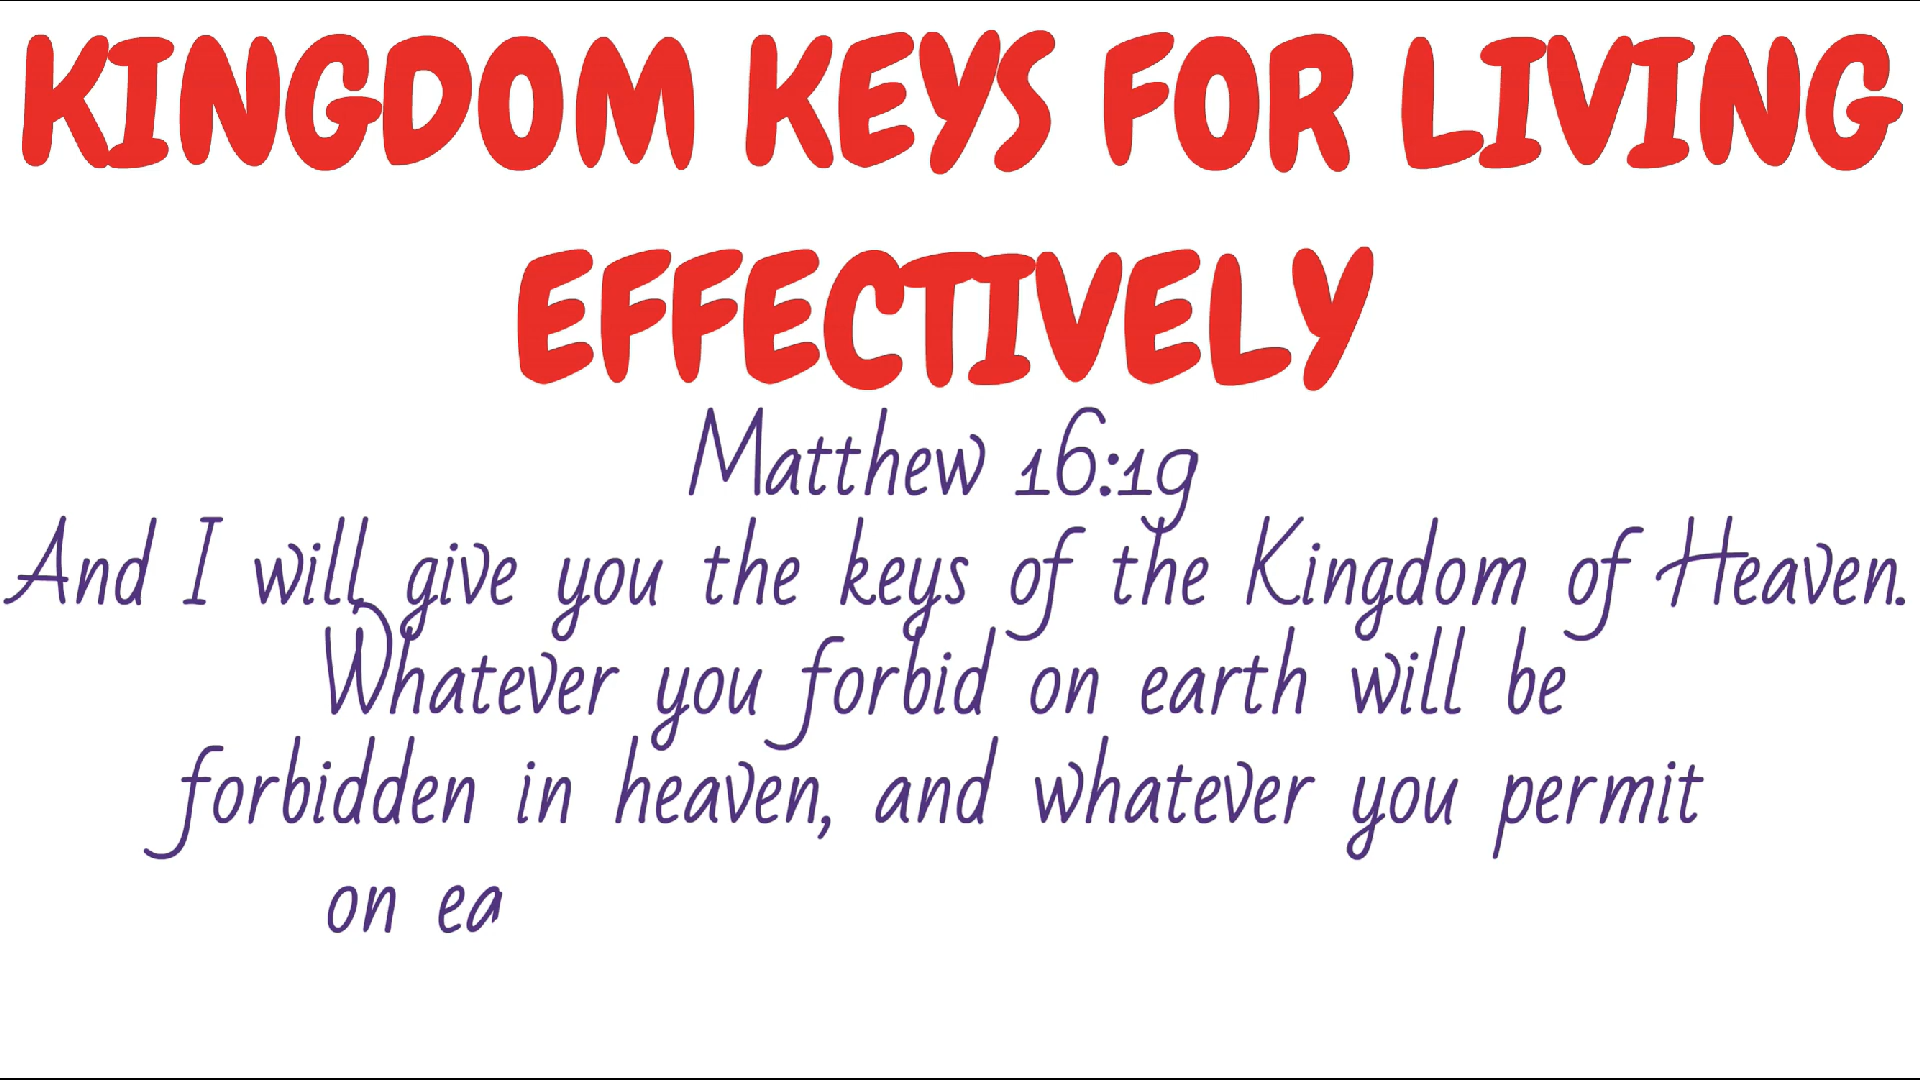 KINGDOM KEYS FOR LIVING
EFFECTIVELY
Matthew 16:19
And I will give you the keys of the Kingdom of Heaven.
Whatever you forbid on earth will be
forbidden in heaven, and whatever you permit
on ea